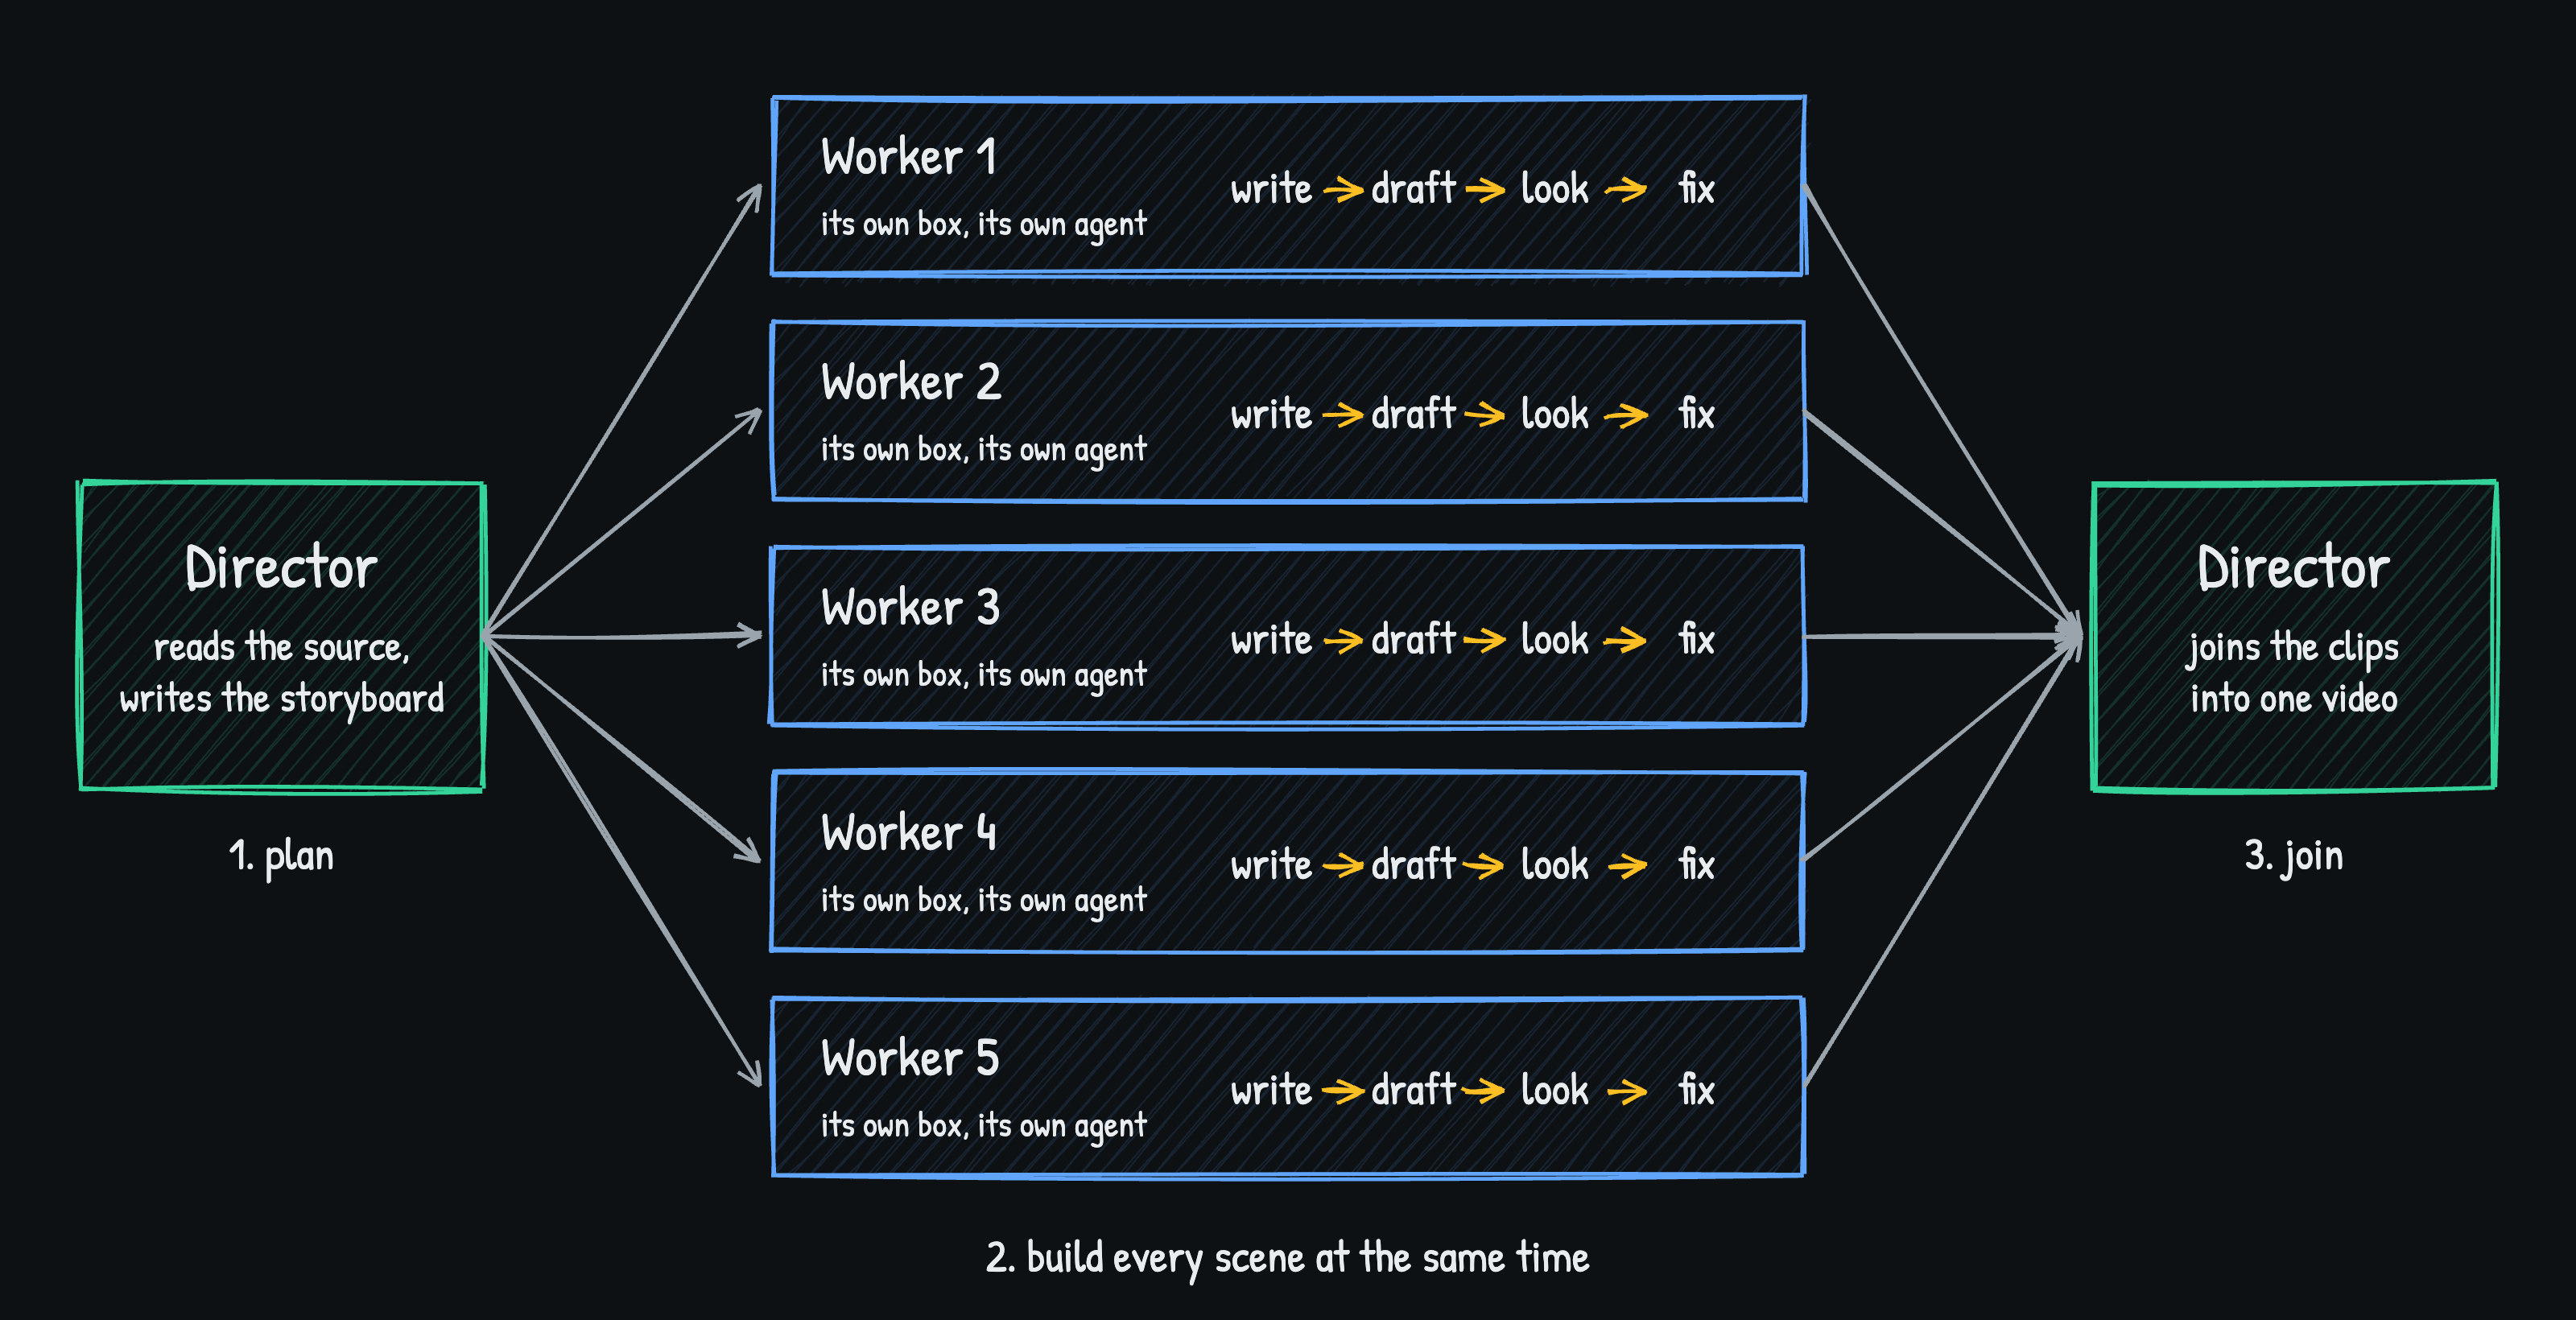 Director
reads the source,
writes the storyboard
1. plan
Worker 1
its own box, its own agent
write → draft → look → fix
Worker 2
its own box, its own agent
write → draft → look → fix
Worker 3
its own box, its own agent
write → draft → look → fix
Worker 4
its own box, its own agent
write → draft → look → fix
Worker 5
its own box, its own agent
write → draft → look → fix
2. build every scene at the same time
Director
joins the clips
into one video
3. join